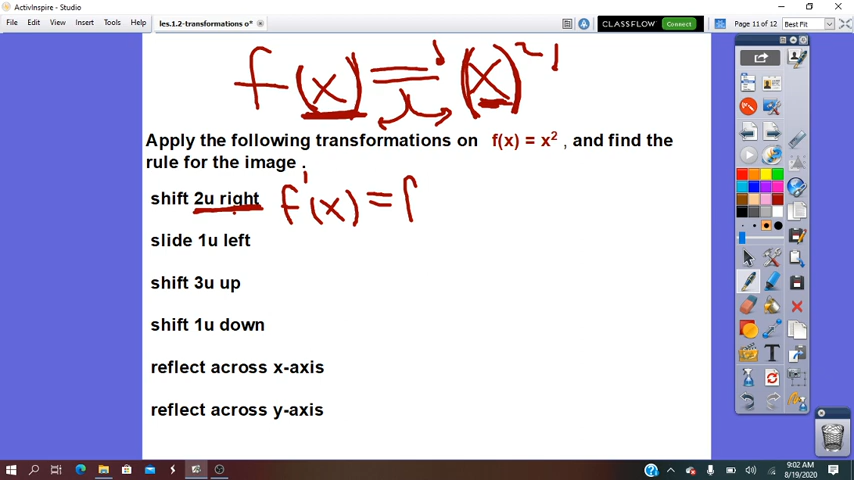 ActivInspire - Studio
File Edit View Insert Tools Help
les.1.2-transformations o* CLASSFLOW Connect Page 11 of 12 Best Fit
f(x) = (x)²
Apply the following transformations on f(x) = x² , and find the
rule for the image .
shift 2u right f'(x) = f
slide 1u left
shift 3u up
shift 1u down
reflect across x-axis
reflect across y-axis
9:02 AM
8/19/2020